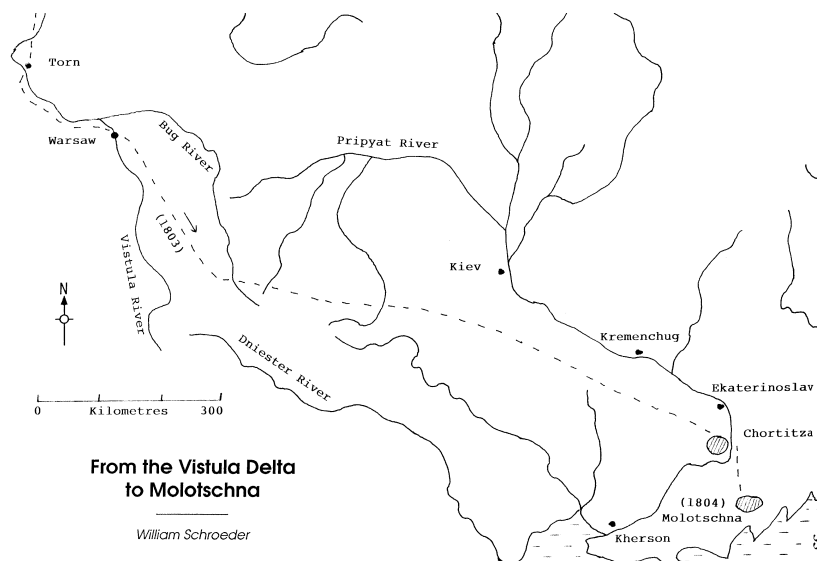 Torn
Warsaw
Bug River
Pripyat River
(1803)
Vistula River
Kiev
N
Dniester River
Kremenchug
Ekaterinoslav
0 Kilometres 300
Chortitza
From the Vistula Delta
to Molotschna
William Schroeder
(1804)
Molotschna
Kherson